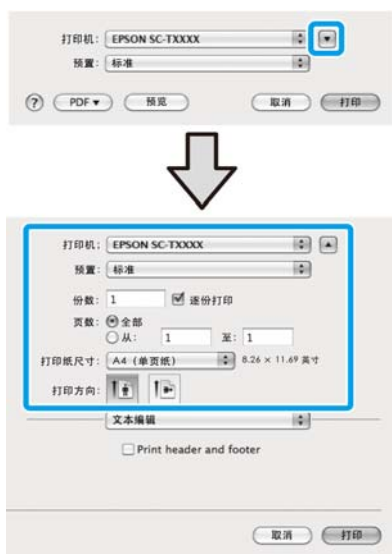 打印机: EPSON SC-TXXXX
预置: 标准
? PDF 预览 取消 打印
打印机: EPSON SC-TXXXX
预置: 标准
份数: 1 逐份打印
页数: 全部
从: 1 至: 1
打印纸尺寸: A4 (单页纸) 8.26 × 11.69 英寸
打印方向:
文本编辑
Print header and footer
取消 打印